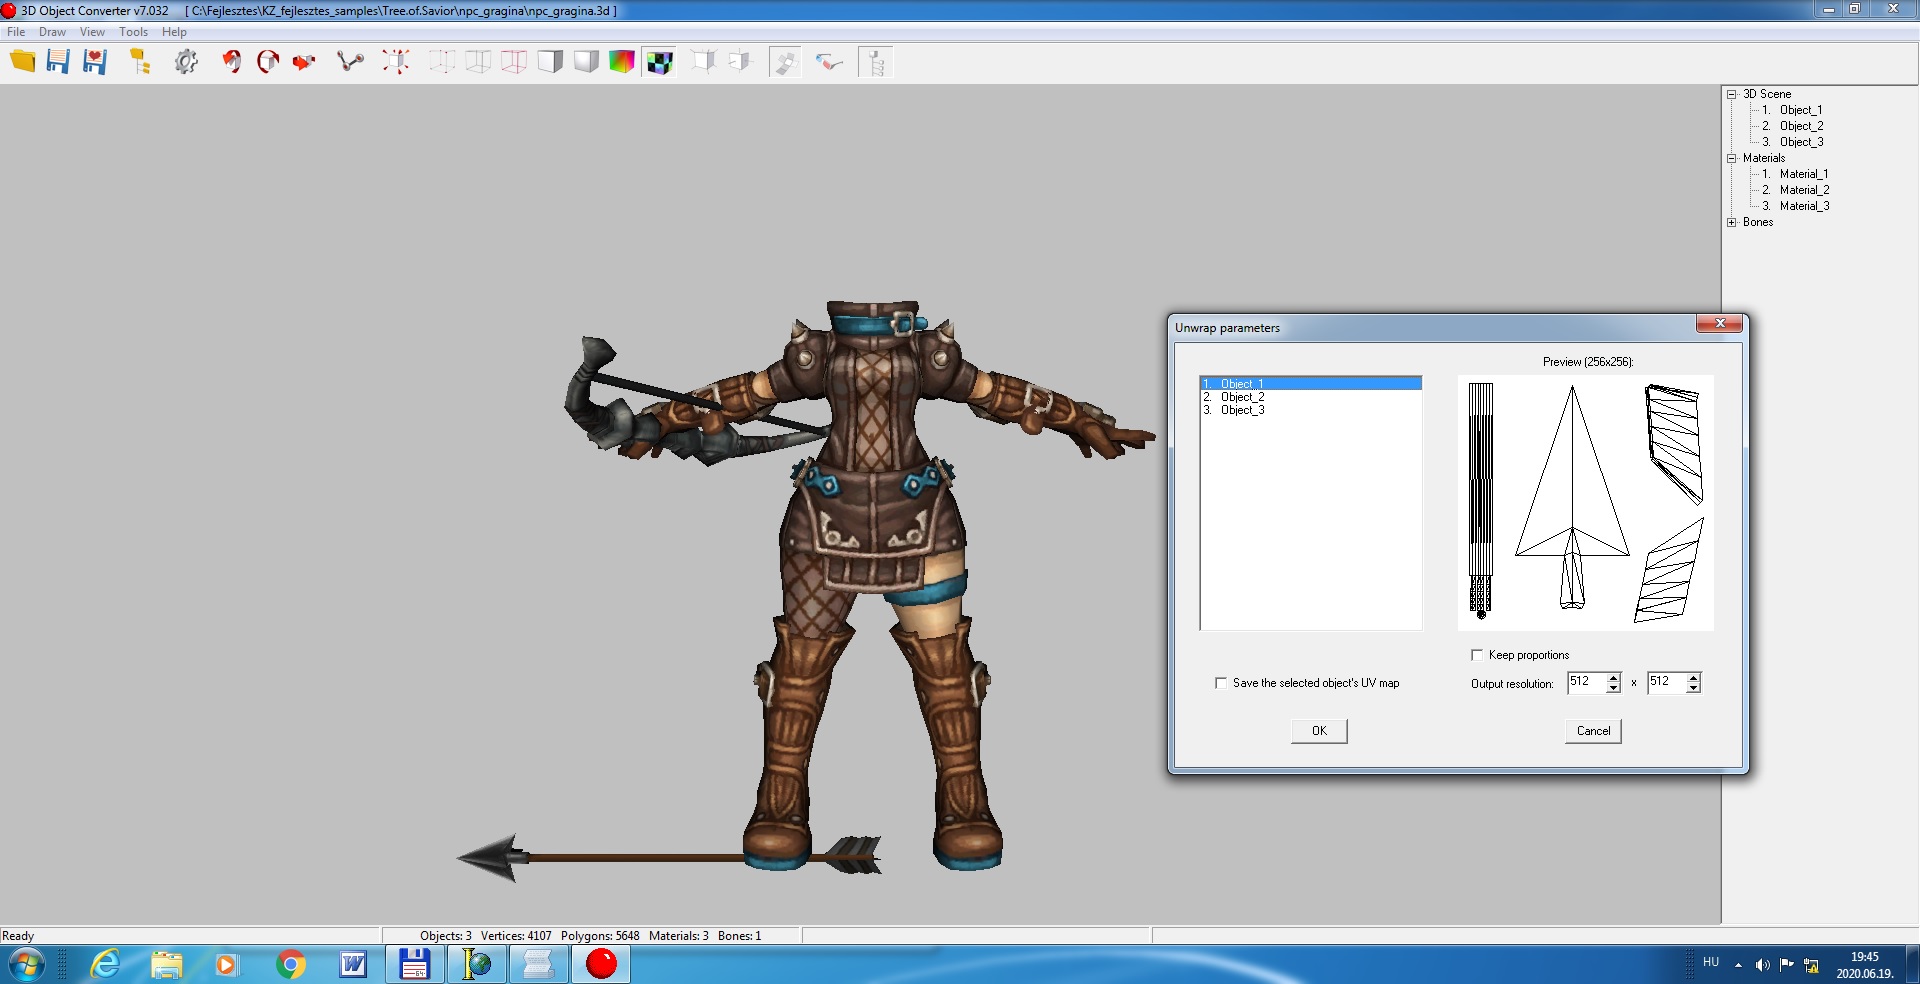 3D Object Converter v7.032 [ C:\Fejlesztes\KZ_fejlesztes_samples\Tree.of.Savior\npc_gragina\npc_gragina.3d ]
File Draw View Tools Help
3D Scene
1. Object_1
2. Object_2
3. Object_3
Materials
1. Material_1
2. Material_2
3. Material_3
Bones
Unwrap parameters
Preview (256x256):
1. Object_1
2. Object_2
3. Object_3
Keep proportions
Save the selected object's UV map
Output resolution: 512 x 512
OK Cancel
Ready Objects: 3 Vertices: 4107 Polygons: 5648 Materials: 3 Bones: 1
W 64 HU 19:45
2020.06.19.